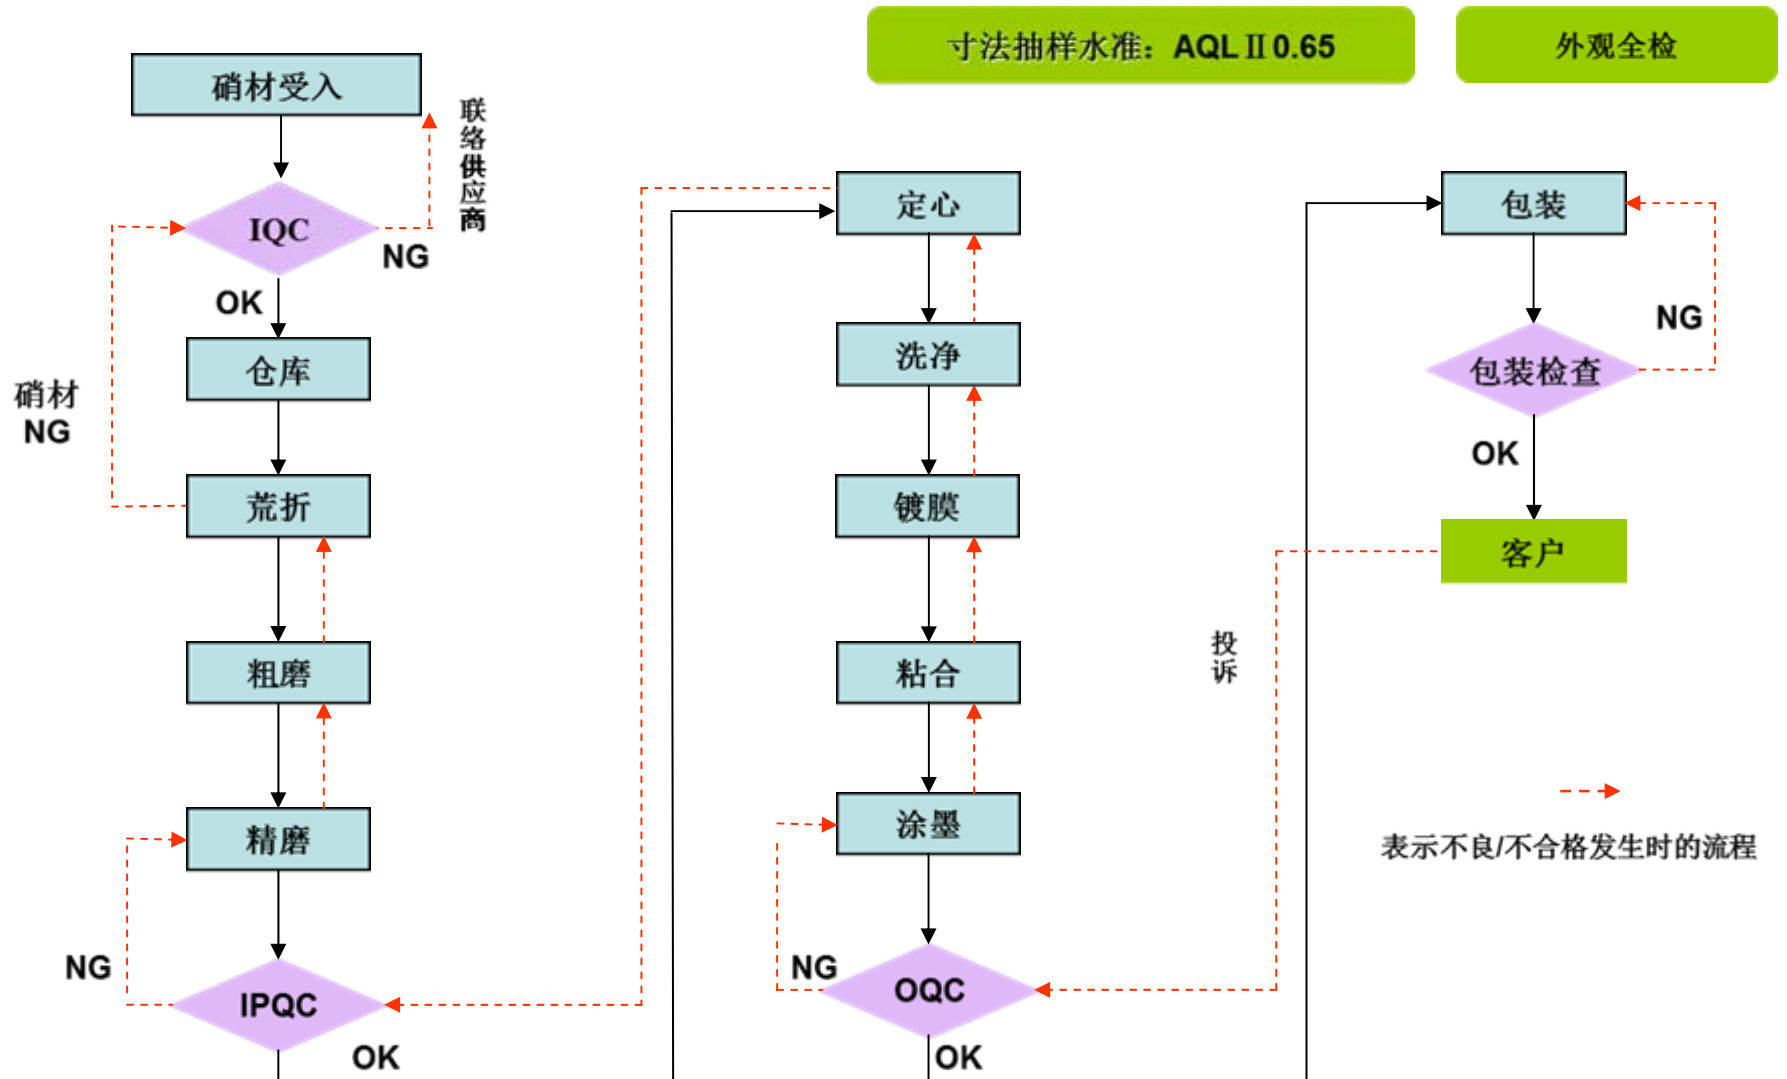 寸法抽样水准：AQLⅡ0.65
外观全检
硝材受入
联络供应商
IQC
NG
OK
仓库
硝材
NG
荒折
粗磨
精磨
NG
IPQC
OK
定心
洗净
镀膜
粘合
涂墨
NG
OQC
OK
包装
NG
包装检查
OK
客户
投诉
表示不良/不合格发生时的流程